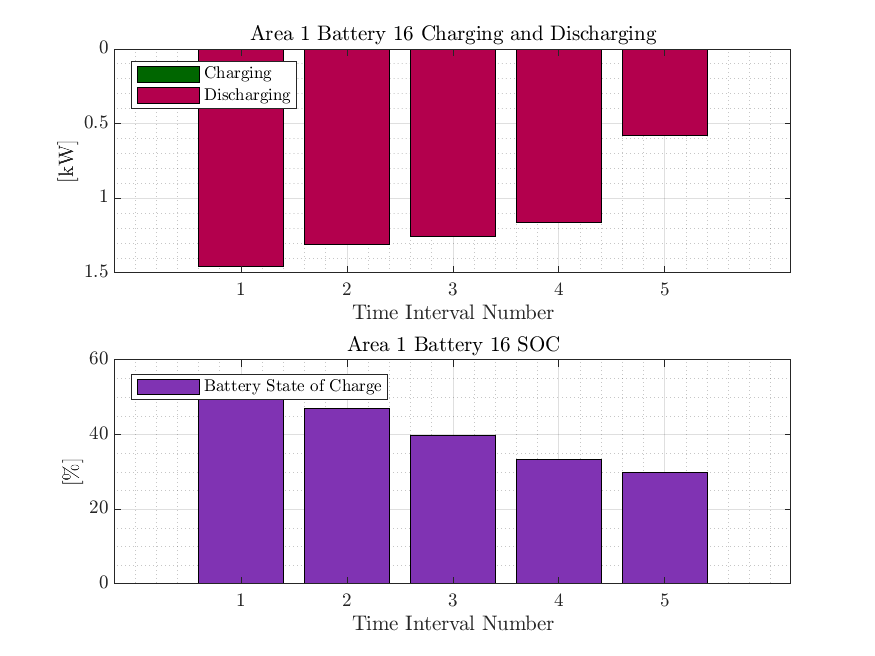 Area 1 Battery 16 Charging and Discharging
0
Charging
Discharging
0.5
[kW]
1
1.5
1 2 3 4 5
Time Interval Number
Area 1 Battery 16 SOC
60
Battery State of Charge
40
[%]
20
0
1 2 3 4 5
Time Interval Number